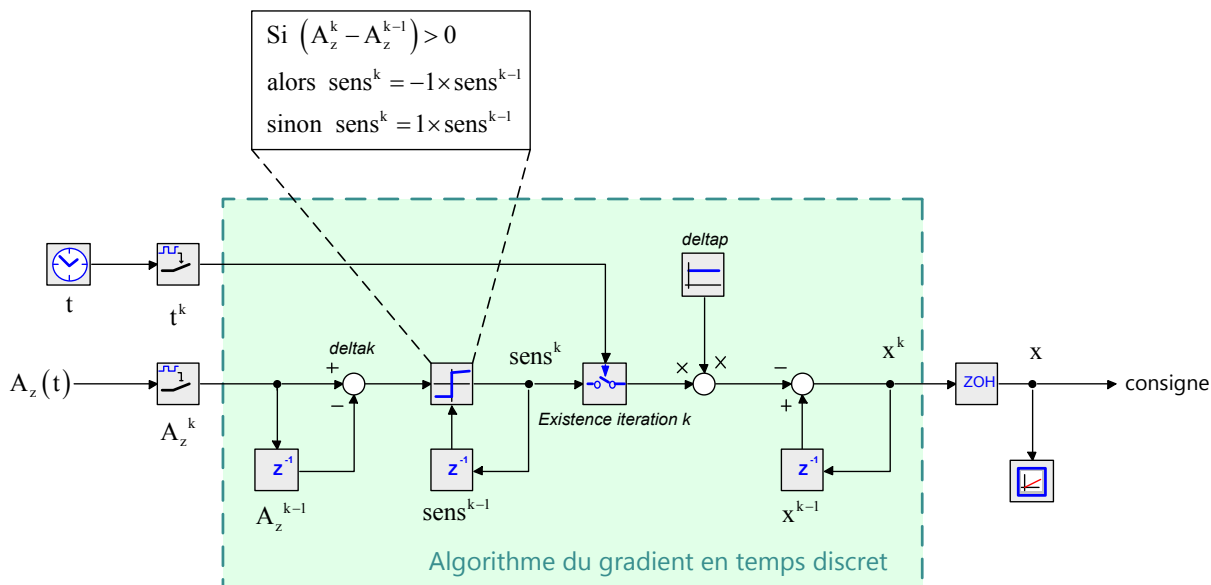 Si (A_z^k − A_z^{k-1}) > 0
alors sens^k = −1 × sens^{k-1}
sinon sens^k = 1 × sens^{k-1}
deltap
t
t^k
deltak
+
−
sens^k
×
×
−
+
x^k
ZOH
x
consigne
A_z(t)
A_z^k
Existence iteration k
z^-1
z^-1
z^-1
A_z^{k-1}
sens^{k-1}
x^{k-1}
Algorithme du gradient en temps discret